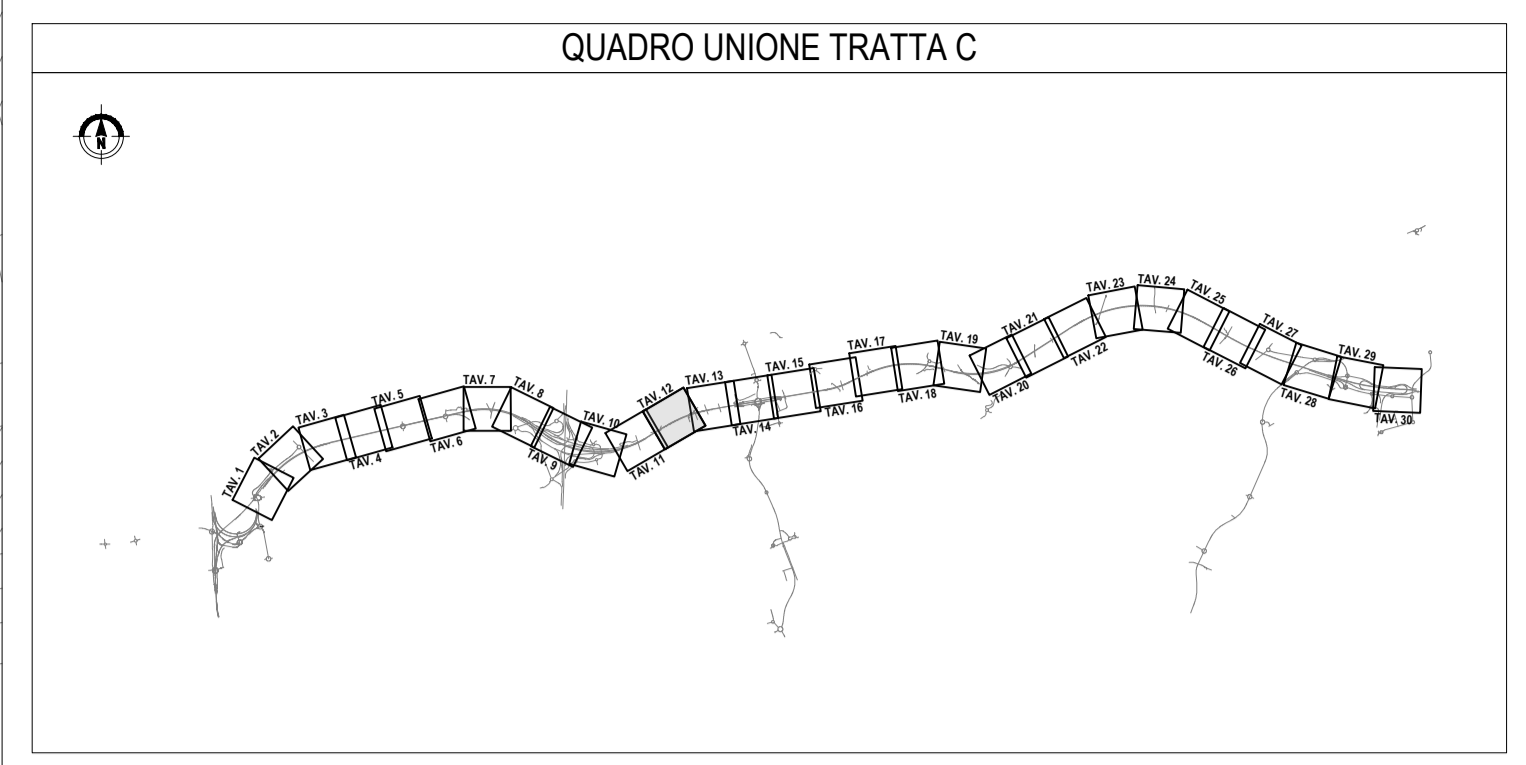 QUADRO UNIONE TRATTA C
N
TAV. 1
TAV. 2
TAV. 3
TAV. 4
TAV. 5
TAV. 6
TAV. 7
TAV. 8
TAV. 9
TAV. 10
TAV. 11
TAV. 12
TAV. 13
TAV. 14
TAV. 15
TAV. 16
TAV. 17
TAV. 18
TAV. 19
TAV. 20
TAV. 21
TAV. 22
TAV. 23
TAV. 24
TAV. 25
TAV. 26
TAV. 27
TAV. 28
TAV. 29
TAV. 30